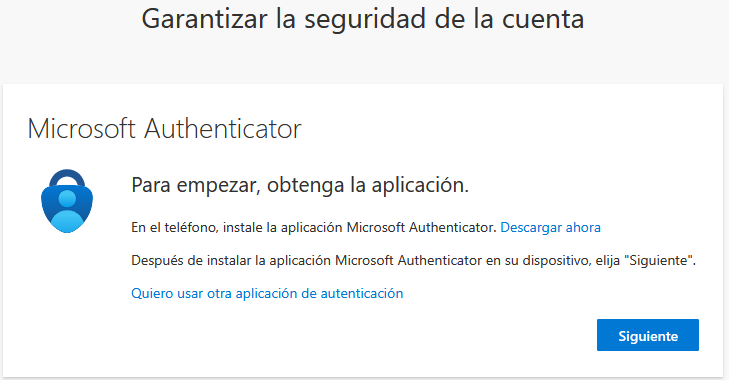 Garantizar la seguridad de la cuenta
Microsoft Authenticator
Para empezar, obtenga la aplicación.
En el teléfono, instale la aplicación Microsoft Authenticator. Descargar ahora
Después de instalar la aplicación Microsoft Authenticator en su dispositivo, elija "Siguiente".
Quiero usar otra aplicación de autenticación
Siguiente